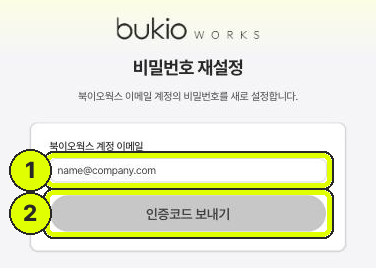 bukio WORKS
비밀번호 재설정
북이오웍스 이메일 계정의 비밀번호를 새로 설정합니다.
북이오웍스 계정 이메일
1 name@company.com
2 인증코드 보내기